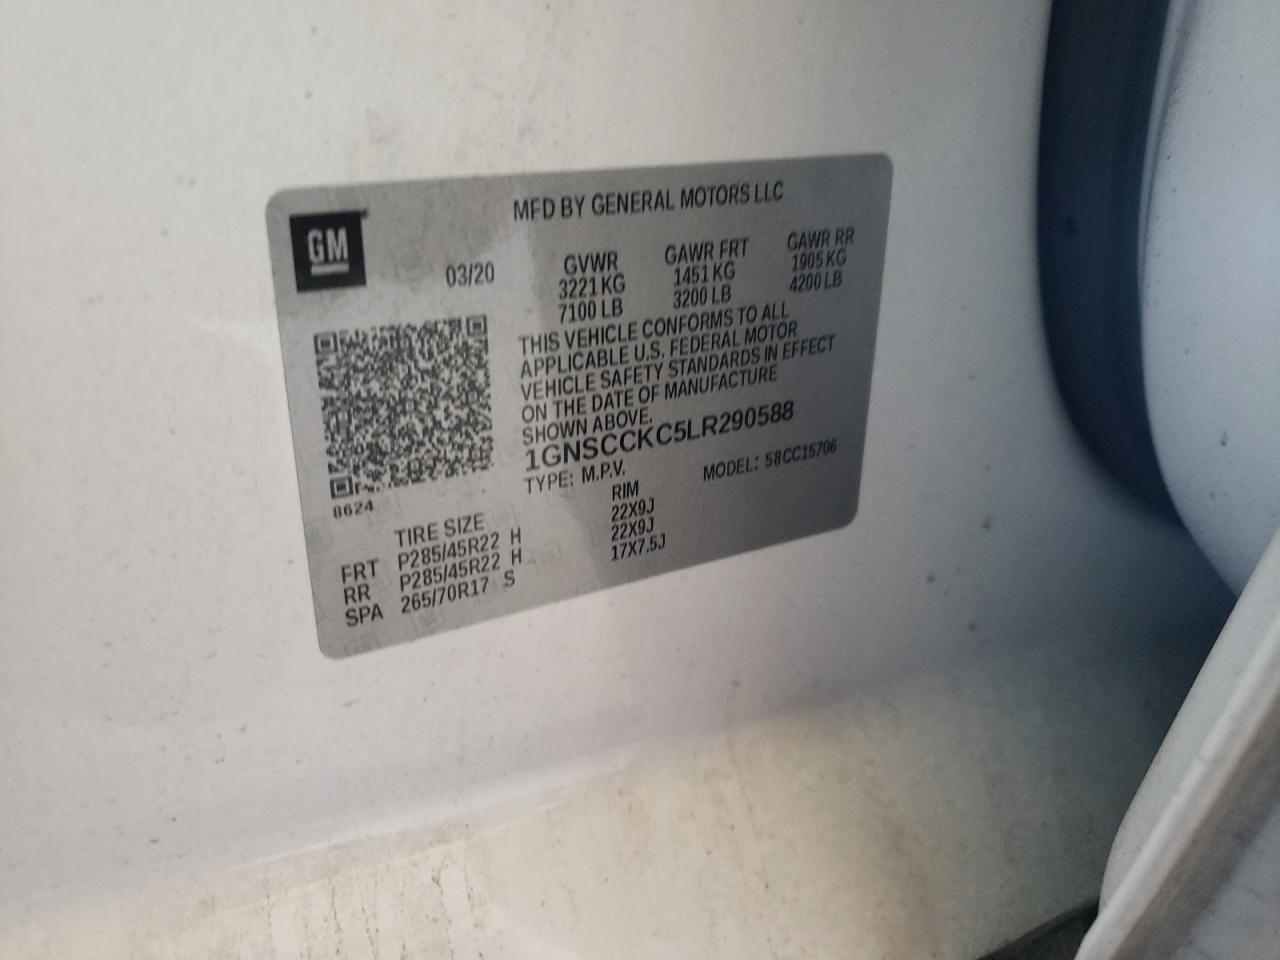 GM
MFD BY GENERAL MOTORS LLC
03/20
GVWR GAWR FRT GAWR RR
3221 KG 1451 KG 1905 KG
7100 LB 3200 LB 4200 LB
THIS VEHICLE CONFORMS TO ALL
APPLICABLE U.S. FEDERAL MOTOR
VEHICLE SAFETY STANDARDS IN EFFECT
ON THE DATE OF MANUFACTURE
SHOWN ABOVE.
1GNSCCKC5LR290588
TYPE: M.P.V. MODEL: 58CC15706
8624
TIRE SIZE RIM
FRT P285/45R22 H 22X9J
RR P285/45R22 H 22X9J
SPA 265/70R17 S 17X7.5J